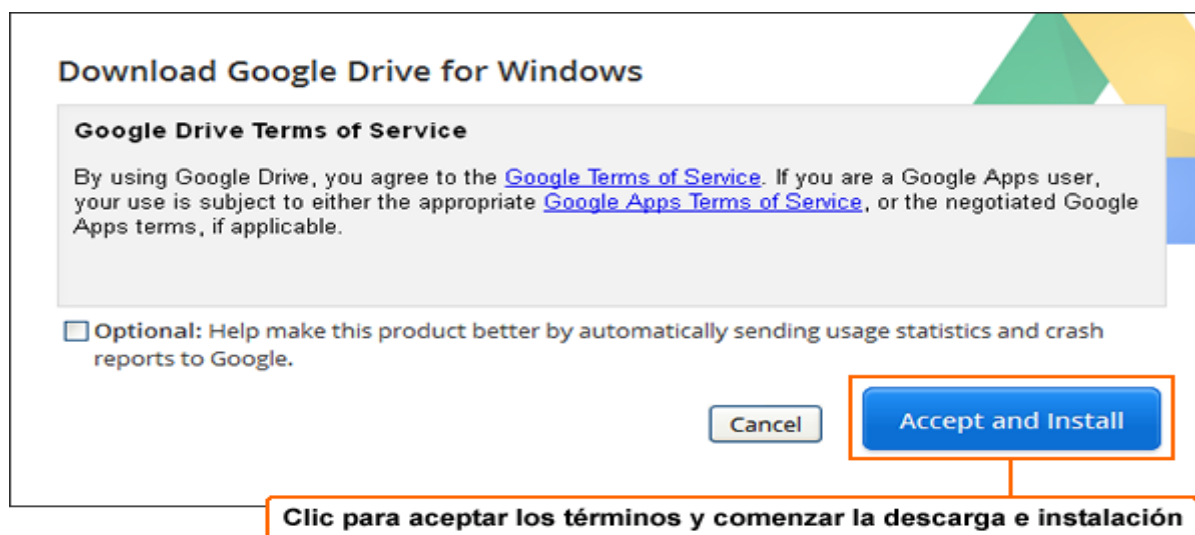 Download Google Drive for Windows
Google Drive Terms of Service
By using Google Drive, you agree to the Google Terms of Service. If you are a Google Apps user,
your use is subject to either the appropriate Google Apps Terms of Service, or the negotiated Google
Apps terms, if applicable.
Optional: Help make this product better by automatically sending usage statistics and crash
reports to Google.
Cancel
Accept and Install
Clic para aceptar los términos y comenzar la descarga e instalación